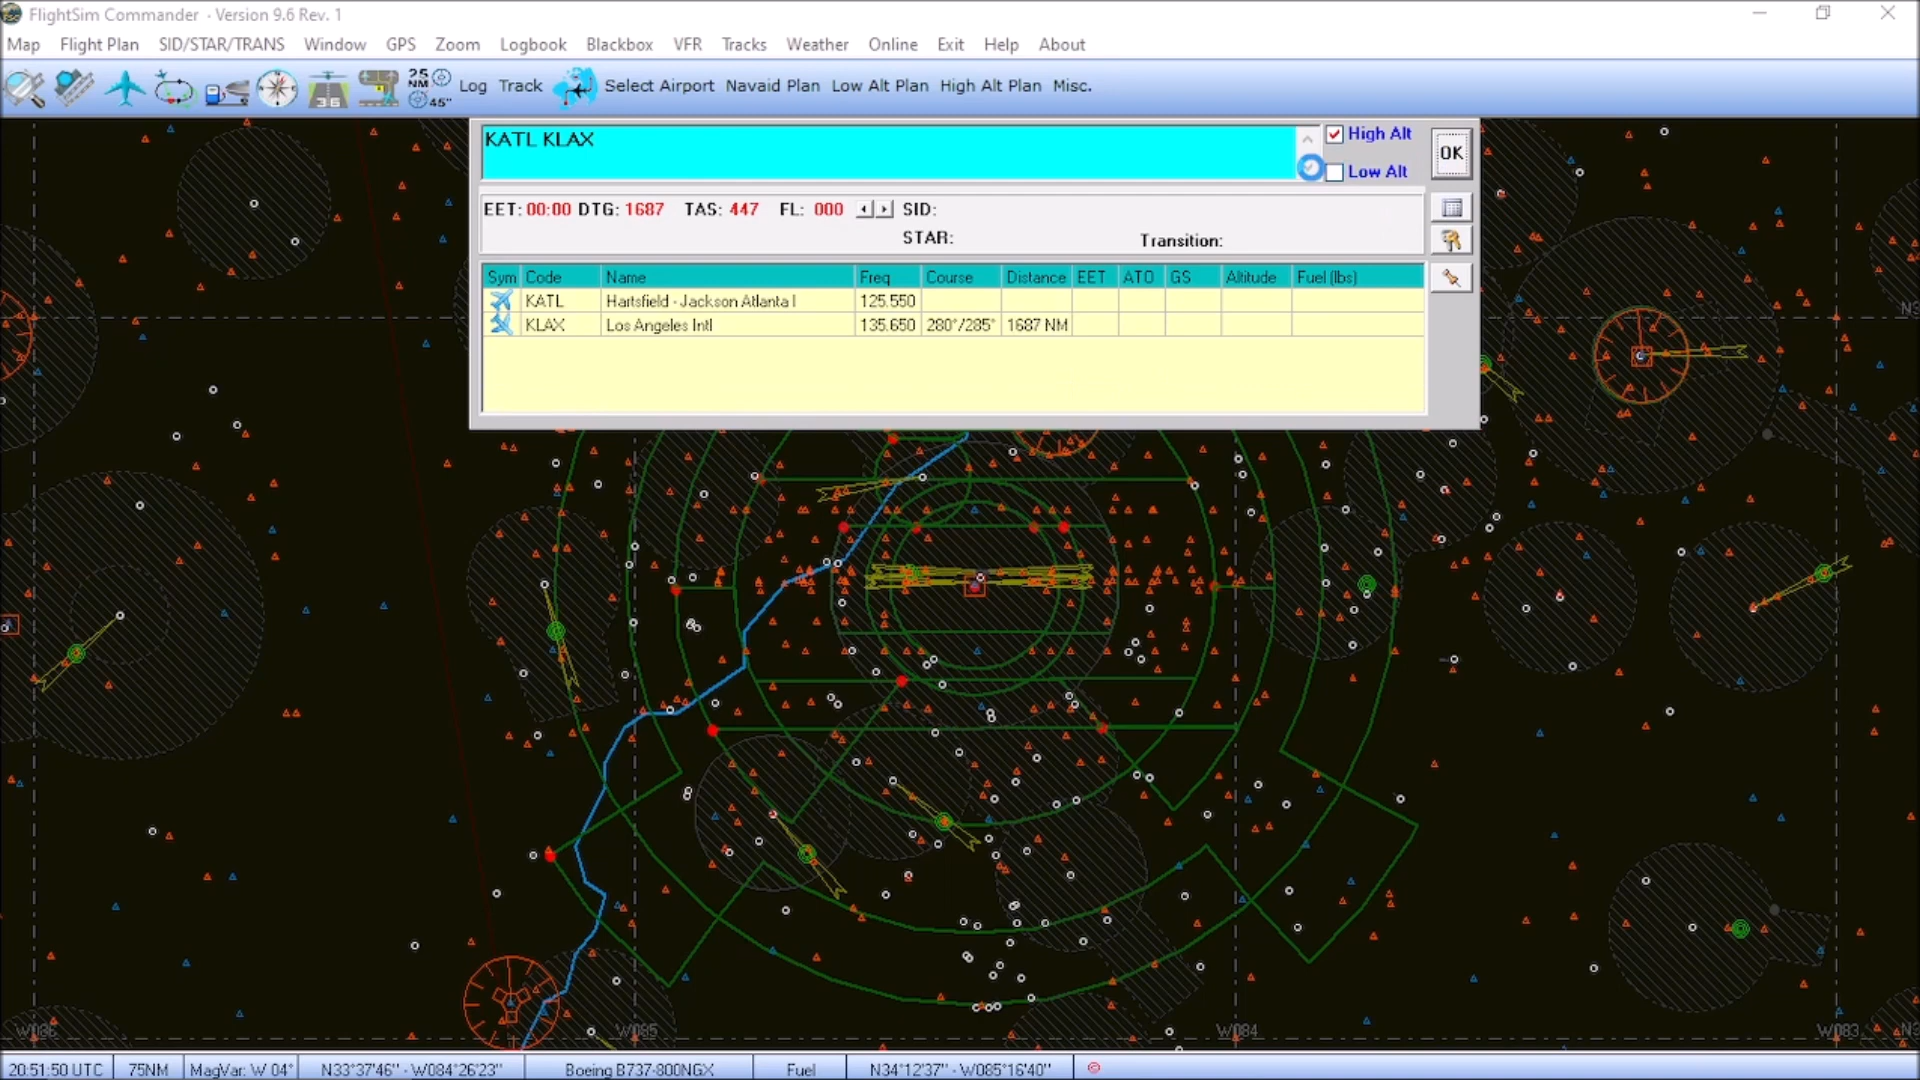 FlightSim Commander - Version 9.6 Rev. 1
Map Flight Plan SID/STAR/TRANS Window GPS Zoom Logbook Blackbox VFR Tracks Weather Online Exit Help About
36 25 NM 45" Log Track Select Airport Navaid Plan Low Alt Plan High Alt Plan Misc.
KATL KLAX
High Alt
OK
Low Alt
EET: 00:00 DTG: 1687 TAS: 447 FL: 000 SID:
STAR: Transition:
Sym Code Name Freq Course Distance EET ATO GS Altitude Fuel (lbs)
KATL Hartsfield - Jackson Atlanta I 125.550
KLAX Los Angeles Intl 135.650 280°/285° 1687 NM
W086 W085 W084 W083
20:51:50 UTC 75NM MagVar: W 04° N33°37'46'' - W084°26'23'' Boeing B737-800NGX Fuel N34°12'37'' - W085°16'40''